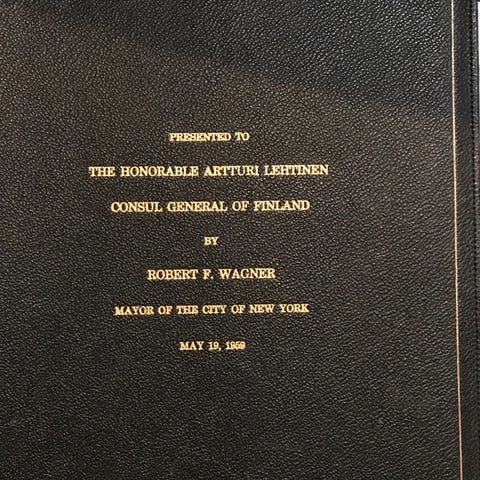 PRESENTED TO
THE HONORABLE ARTTURI LEHTINEN
CONSUL GENERAL OF FINLAND
BY
ROBERT F. WAGNER
MAYOR OF THE CITY OF NEW YORK
MAY 19, 1959